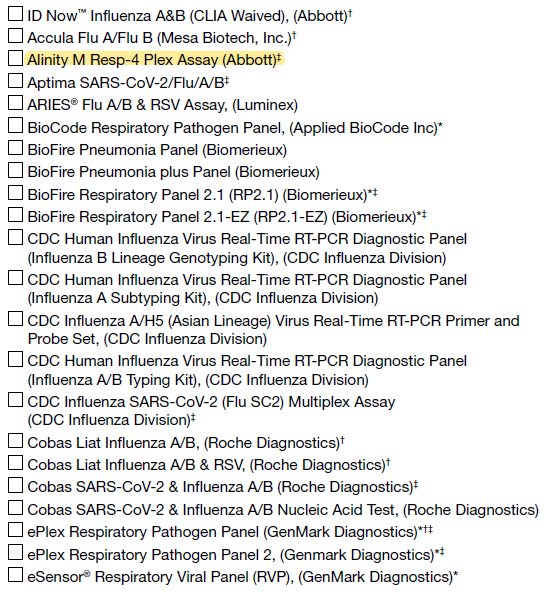 ID Now™ Influenza A&B (CLIA Waived), (Abbott)†
Accula Flu A/Flu B (Mesa Biotech, Inc.)†
Alinity M Resp-4 Plex Assay (Abbott)‡
Aptima SARS-CoV-2/Flu/A/B‡
ARIES® Flu A/B & RSV Assay, (Luminex)
BioCode Respiratory Pathogen Panel, (Applied BioCode Inc)*
BioFire Pneumonia Panel (Biomerieux)
BioFire Pneumonia plus Panel (Biomerieux)
BioFire Respiratory Panel 2.1 (RP2.1) (Biomerieux)*‡
BioFire Respiratory Panel 2.1-EZ (RP2.1-EZ) (Biomerieux)*‡
CDC Human Influenza Virus Real-Time RT-PCR Diagnostic Panel
(Influenza B Lineage Genotyping Kit), (CDC Influenza Division)
CDC Human Influenza Virus Real-Time RT-PCR Diagnostic Panel
(Influenza A Subtyping Kit), (CDC Influenza Division)
CDC Influenza A/H5 (Asian Lineage) Virus Real-Time RT-PCR Primer and
Probe Set, (CDC Influenza Division)
CDC Human Influenza Virus Real-Time RT-PCR Diagnostic Panel
(Influenza A/B Typing Kit), (CDC Influenza Division)
CDC Influenza SARS-CoV-2 (Flu SC2) Multiplex Assay
(CDC Influenza Division)‡
Cobas Liat Influenza A/B, (Roche Diagnostics)†
Cobas Liat Influenza A/B & RSV, (Roche Diagnostics)†
Cobas SARS-CoV-2 & Influenza A/B (Roche Diagnostics)‡
Cobas SARS-CoV-2 & Influenza A/B Nucleic Acid Test, (Roche Diagnostics)
ePlex Respiratory Pathogen Panel (GenMark Diagnostics)*†‡
ePlex Respiratory Pathogen Panel 2, (Genmark Diagnostics)*‡
eSensor® Respiratory Viral Panel (RVP), (GenMark Diagnostics)*